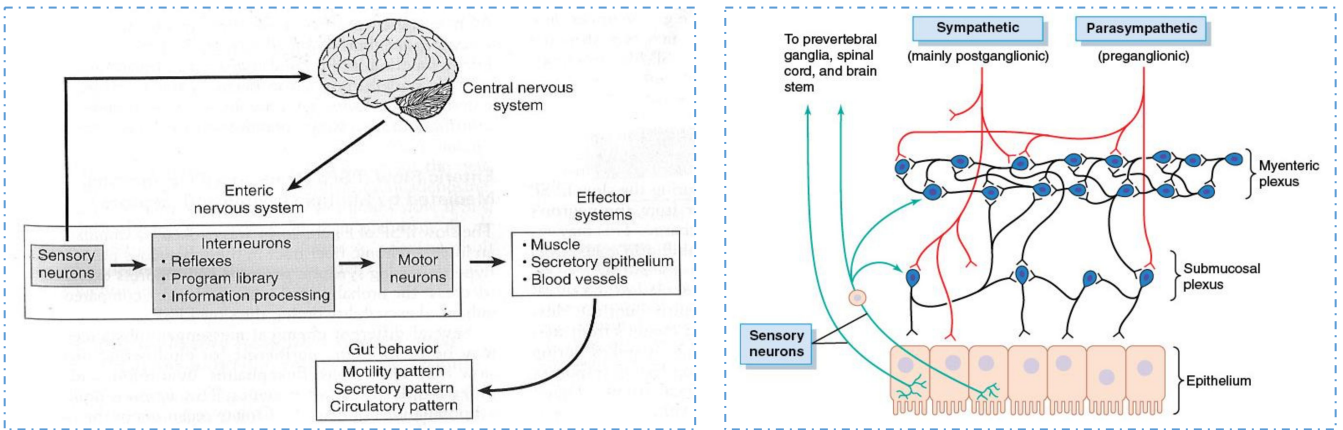 Central nervous
system
Enteric
nervous system
Effector
systems
Sensory
neurons
Interneurons
• Reflexes
• Program library
• Information processing
Motor
neurons
• Muscle
• Secretory epithelium
• Blood vessels
Gut behavior
Motility pattern
Secretory pattern
Circulatory pattern
To prevertebral
ganglia, spinal
cord, and brain
stem
Sympathetic
(mainly postganglionic)
Parasympathetic
(preganglionic)
Myenteric
plexus
Submucosal
plexus
Sensory
neurons
Epithelium